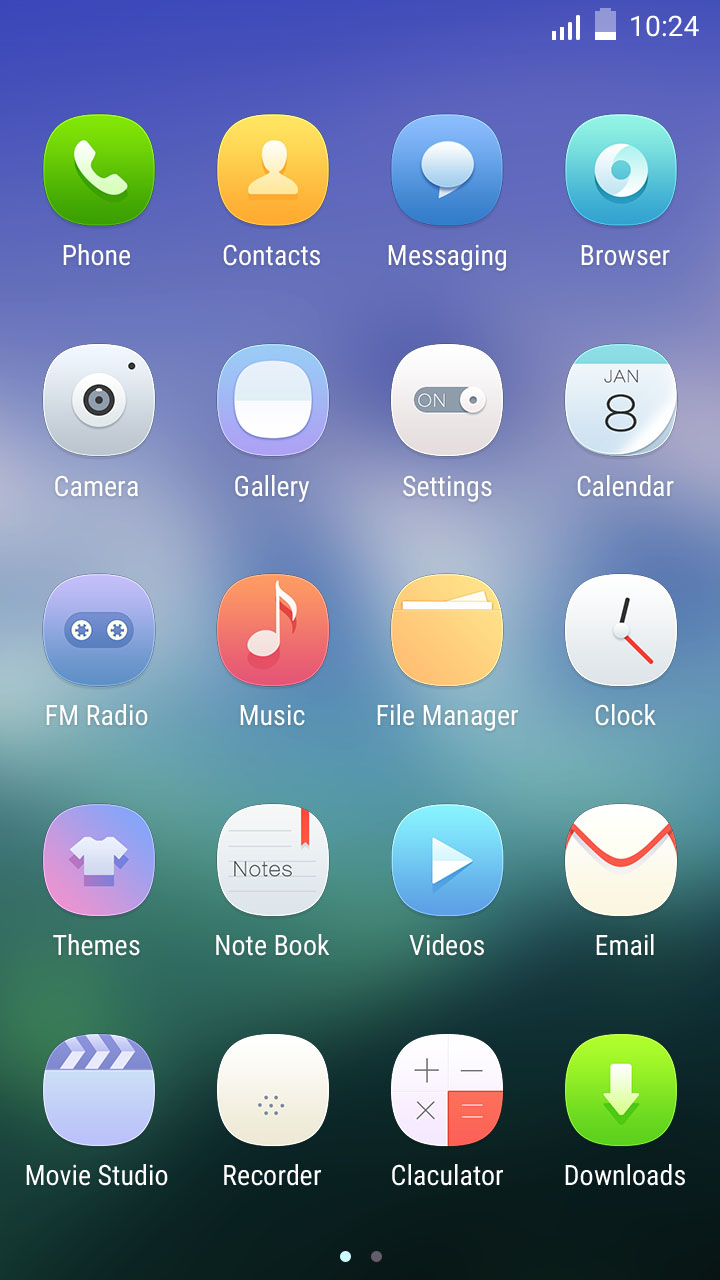 10:24
Phone
Contacts
Messaging
Browser
ON
JAN
8
Camera
Gallery
Settings
Calendar
FM Radio
Music
File Manager
Clock
Notes
Themes
Note Book
Videos
Email
Movie Studio
Recorder
Claculator
Downloads